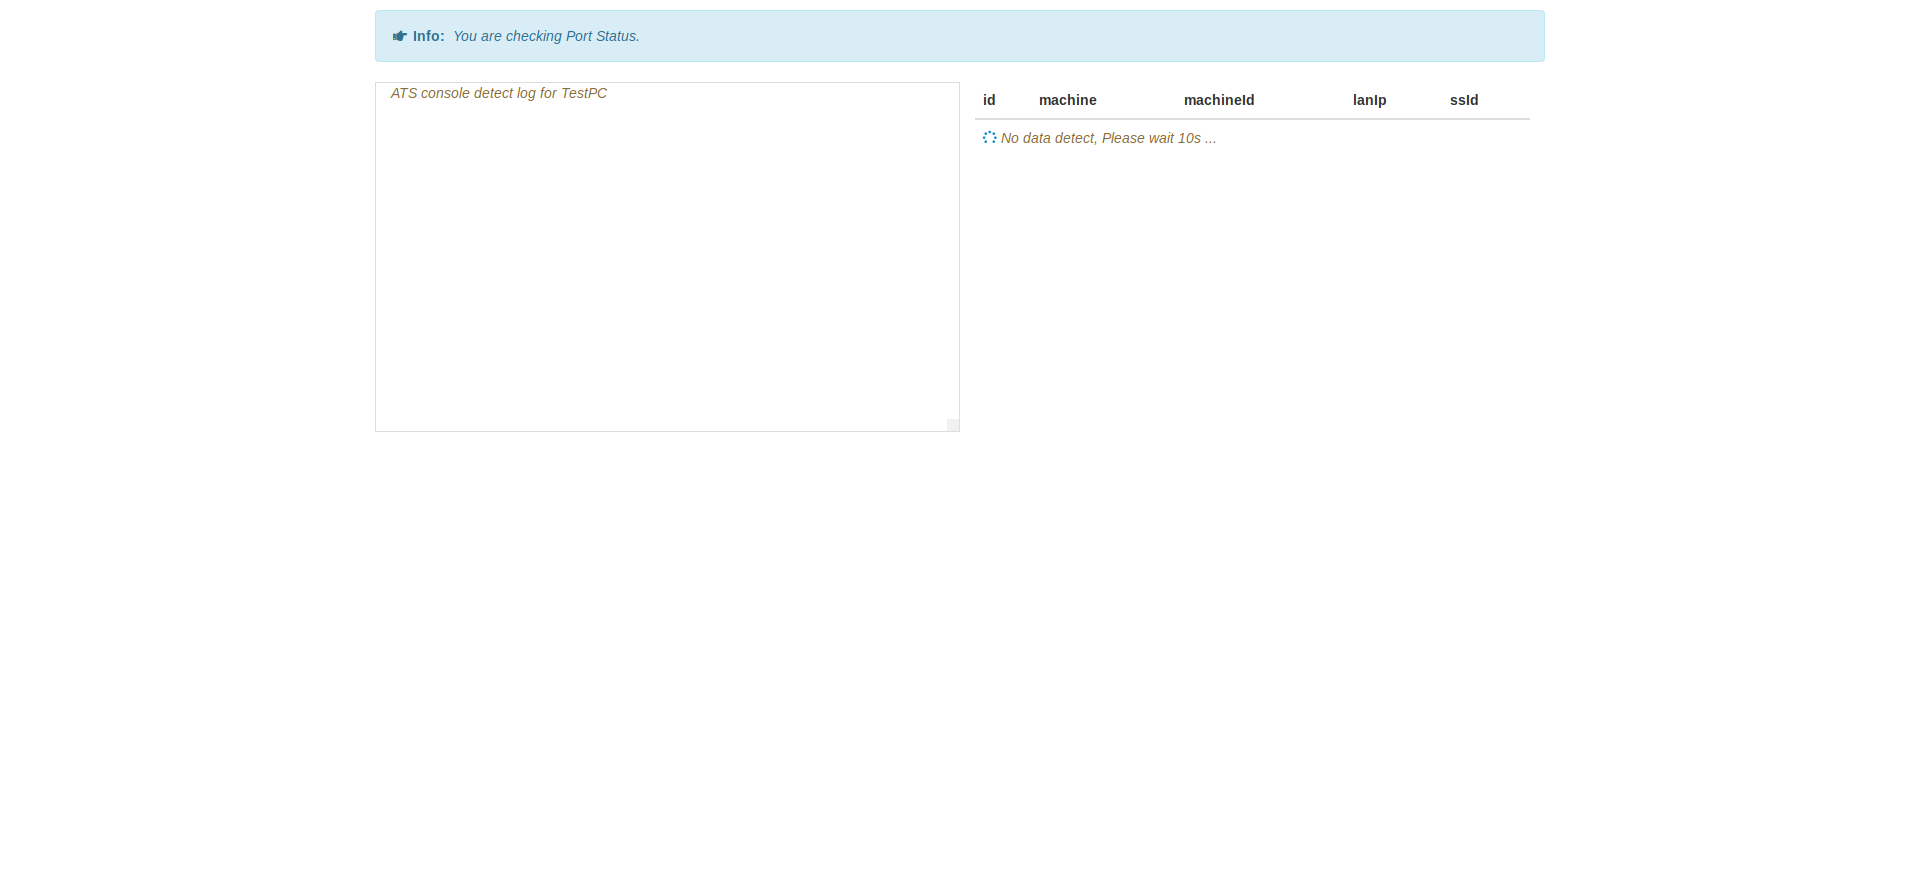 Info: You are checking Port Status.
ATS console detect log for TestPC
id machine machineId lanIp ssId
No data detect, Please wait 10s ...